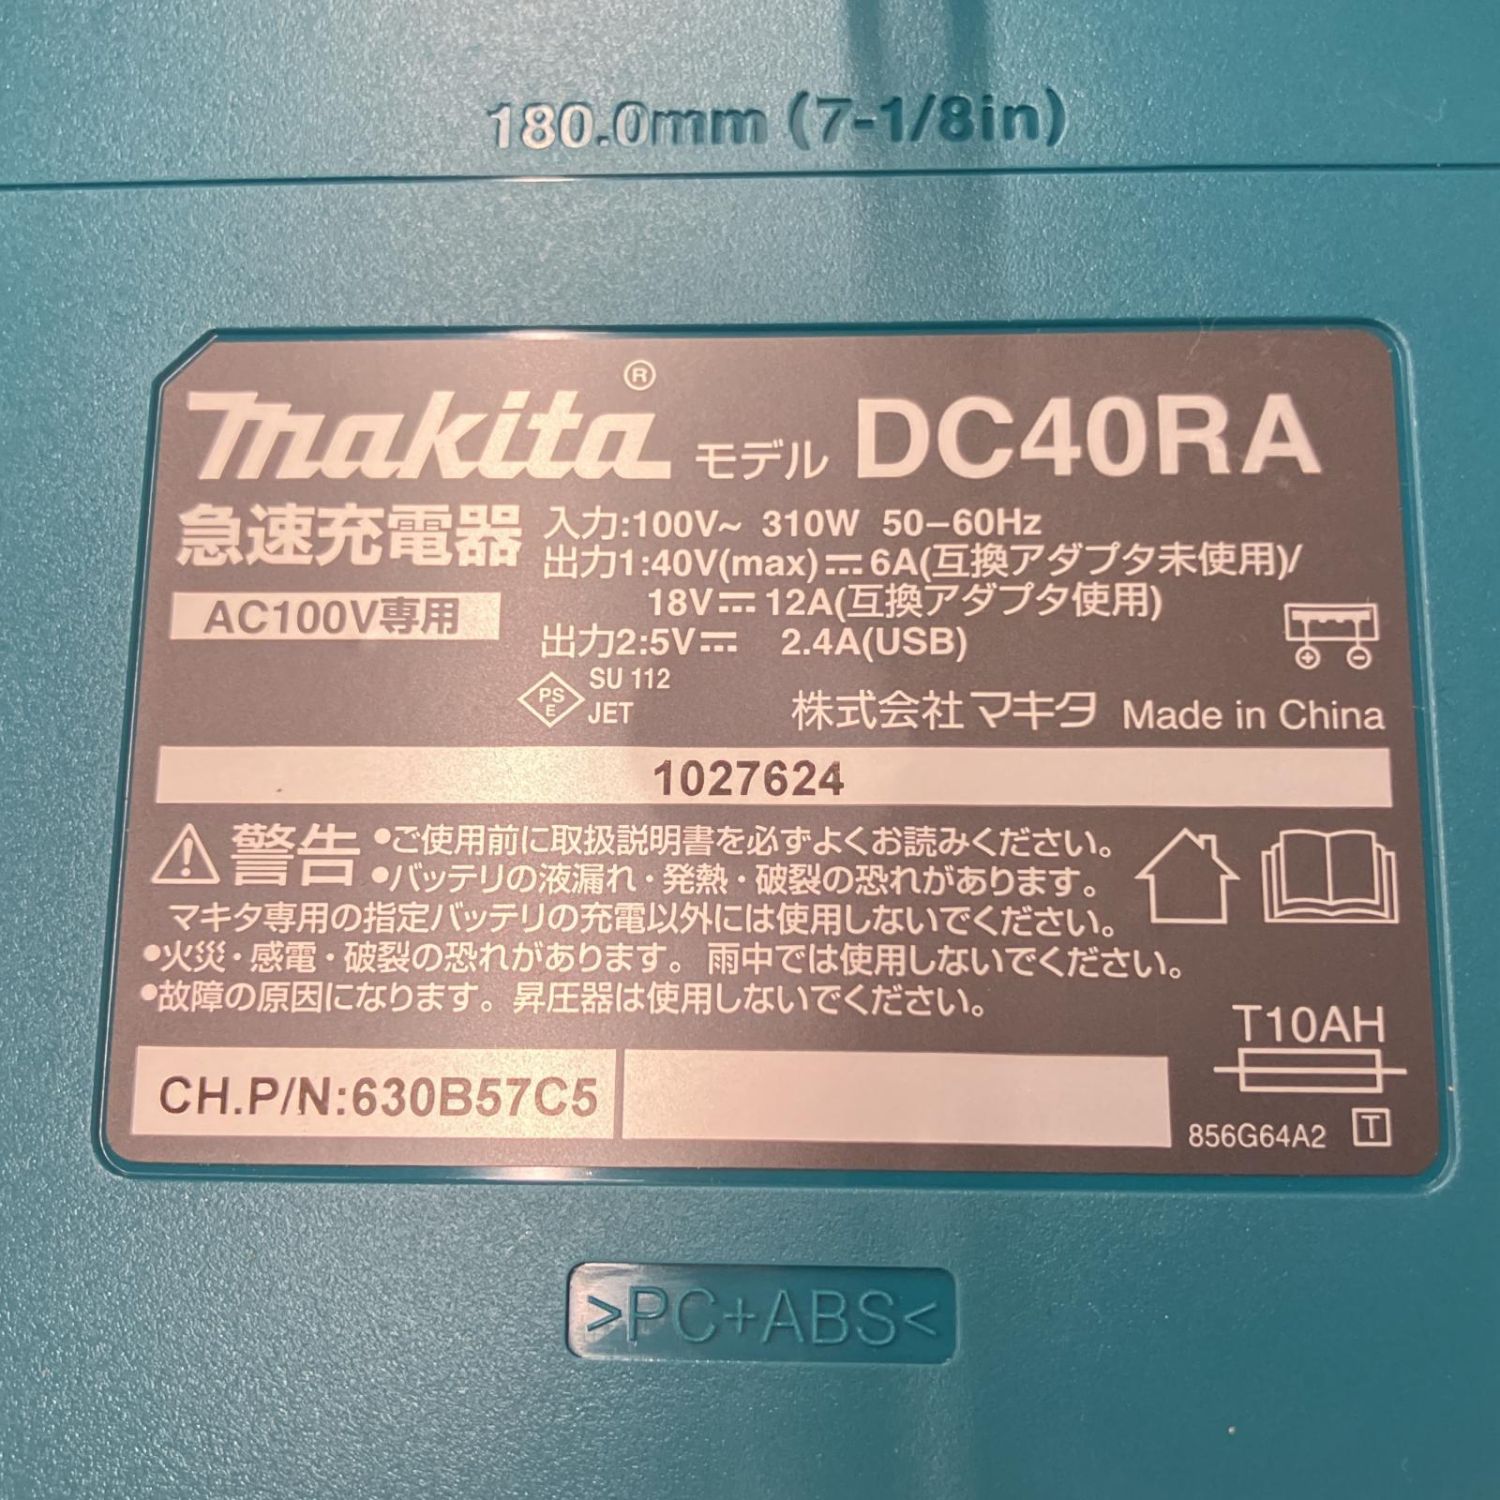 180.0mm (7-1/8in)
makita® モデル DC40RA
急速充電器
AC100V専用
入力:100V~ 310W 50-60Hz
出力1:40V(max)⎓6A(互換アダプタ未使用)/
18V⎓12A(互換アダプタ使用)
出力2:5V⎓ 2.4A(USB)
PS E SU 112
JET
株式会社マキタ Made in China
1027624
警告 •ご使用前に取扱説明書を必ずよくお読みください。
•バッテリの液漏れ・発熱・破裂の恐れがあります。
マキタ専用の指定バッテリの充電以外には使用しないでください。
•火災・感電・破裂の恐れがあります。雨中では使用しないでください。
•故障の原因になります。昇圧器は使用しないでください。
T10AH
CH.P/N:630B57C5
856G64A2 T
>PC+ABS<